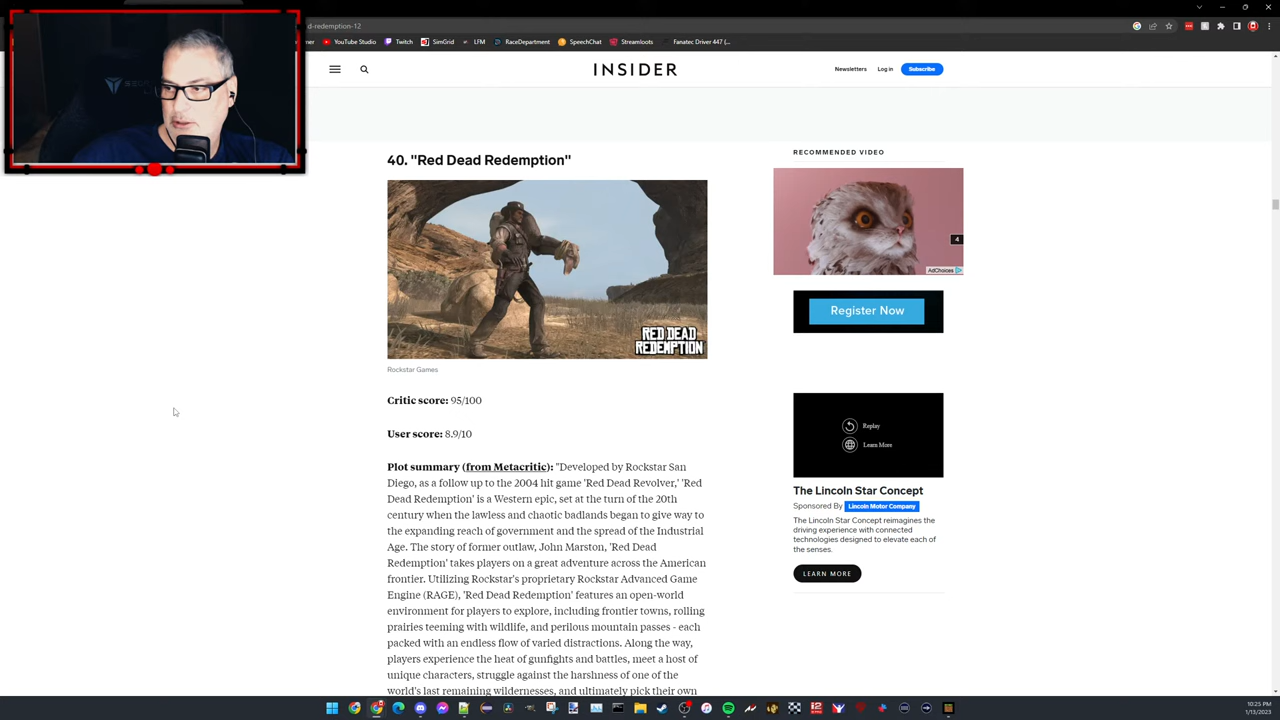 d-redemption-12
ner
YouTube Studio
Twitch
SimGrid
LFM
RaceDepartment
SpeechChat
Streamloots
Fanatec Driver 447 (...
INSIDER
Newsletters
Log in
Subscribe
40. "Red Dead Redemption"
RED DEAD
REDEMPTION
Rockstar Games
Critic score: 95/100
User score: 8.9/10
Plot summary (from Metacritic): "Developed by Rockstar San
Diego, as a follow up to the 2004 hit game 'Red Dead Revolver,' 'Red
Dead Redemption' is a Western epic, set at the turn of the 20th
century when the lawless and chaotic badlands began to give way to
the expanding reach of government and the spread of the Industrial
Age. The story of former outlaw, John Marston, 'Red Dead
Redemption' takes players on a great adventure across the American
frontier. Utilizing Rockstar's proprietary Rockstar Advanced Game
Engine (RAGE), 'Red Dead Redemption' features an open-world
environment for players to explore, including frontier towns, rolling
prairies teeming with wildlife, and perilous mountain passes - each
packed with an endless flow of varied distractions. Along the way,
players experience the heat of gunfights and battles, meet a host of
unique characters, struggle against the harshness of one of the
world's last remaining wildernesses, and ultimately pick their own
RECOMMENDED VIDEO
4
AdChoices
Register Now
Replay
Learn More
The Lincoln Star Concept
Sponsored By Lincoln Motor Company
The Lincoln Star Concept reimagines the
driving experience with connected
technologies designed to elevate each of
the senses.
LEARN MORE
10:25 PM
1/13/2023